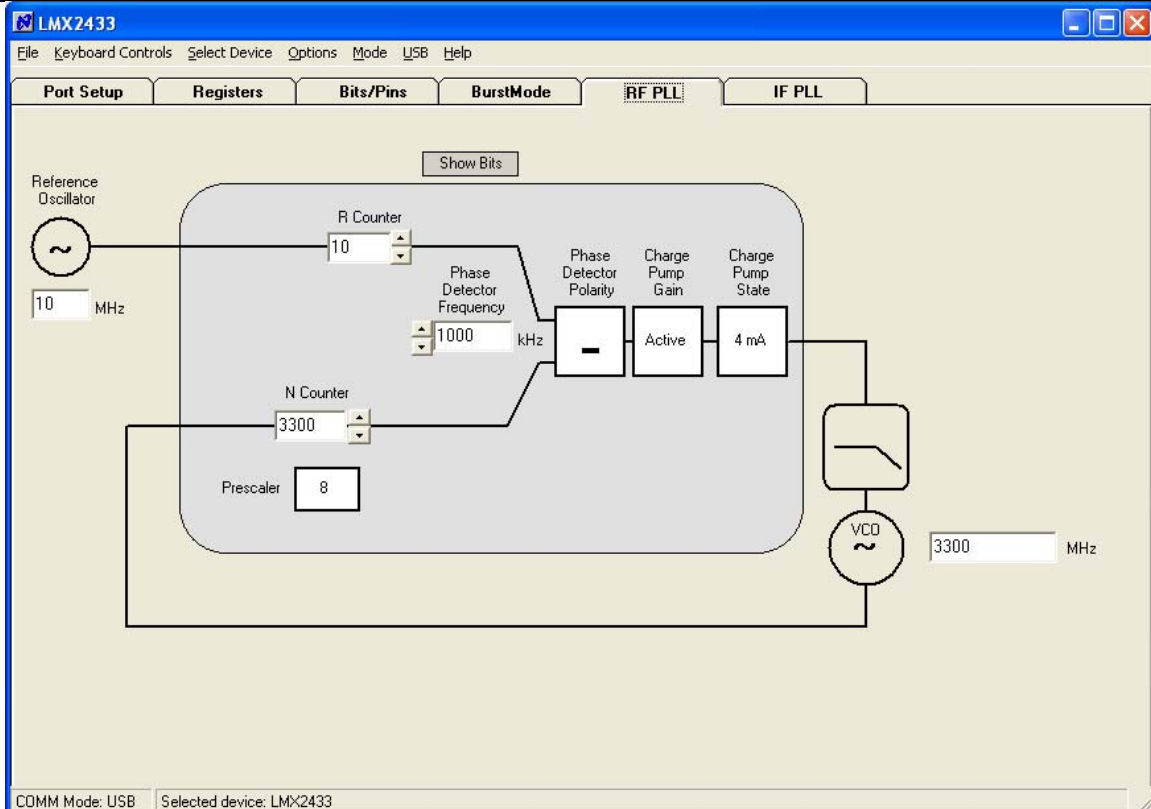 LMX2433
File Keyboard Controls Select Device Options Mode USB Help
Port Setup Registers Bits/Pins BurstMode RF PLL IF PLL
Show Bits
Reference
Oscillator
~
10 MHz
R Counter
10
Phase
Detector
Frequency
1000 kHz
Phase
Detector
Polarity
-
Charge
Pump
Gain
Active
Charge
Pump
State
4 mA
N Counter
3300
Prescaler 8
VCO
~
3300 MHz
COMM Mode: USB Selected device: LMX2433